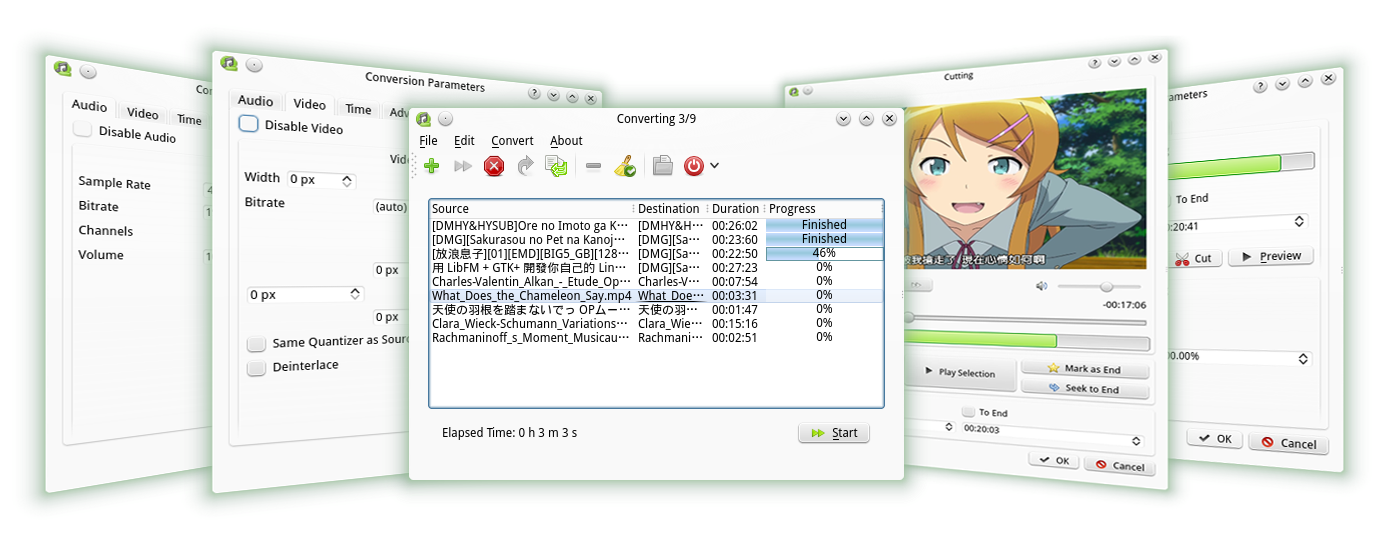 Audio
Video
Time
Disable Audio
Sample Rate
Bitrate
Channels
Volume
Conversion Parameters
Audio
Video
Time
Disable Video
Width
0 px
Bitrate
(auto)
0 px
0 px
0 px
Same Quantizer as
Deinterlace
Converting 3/9
File Edit Convert About
Source Destination Duration Progress
[DMHY&HYSUB]Ore no Imoto ga K··· [DMHY&H··· 00:26:02 Finished
[DMG][Sakurasou no Pet na Kanoj··· [DMG][Sa··· 00:23:60 Finished
[放浪息子][01][EMD][BIG5_GB][128··· [DMG][Sa··· 00:22:50 46%
用 LibFM + GTK+ 開發你自己的 Lin··· [DMG][Sa··· 00:27:23 0%
Charles-Valentin_Alkan_-_Etude_Op··· Charles-V··· 00:07:54 0%
What_Does_the_Chameleon_Say.mp4 What_Doe··· 00:03:31 0%
天使の羽根を踏まないでっ OPムー··· 天使の羽··· 00:01:47 0%
Clara_Wieck-Schumann_Variations··· Clara_Wie··· 00:15:16 0%
Rachmaninoff_s_Moment_Musicau··· Rachmani··· 00:02:51 0%
Elapsed Time: 0 h 3 m 3 s
Start
Cutting
我搶走了 現在心情如何啊
-00:17:06
Play Selection
Mark as End
Seek to End
To End
00:20:03
OK
Cancel
To End
:20:41
Cut
Preview
0.00%
OK
Cancel